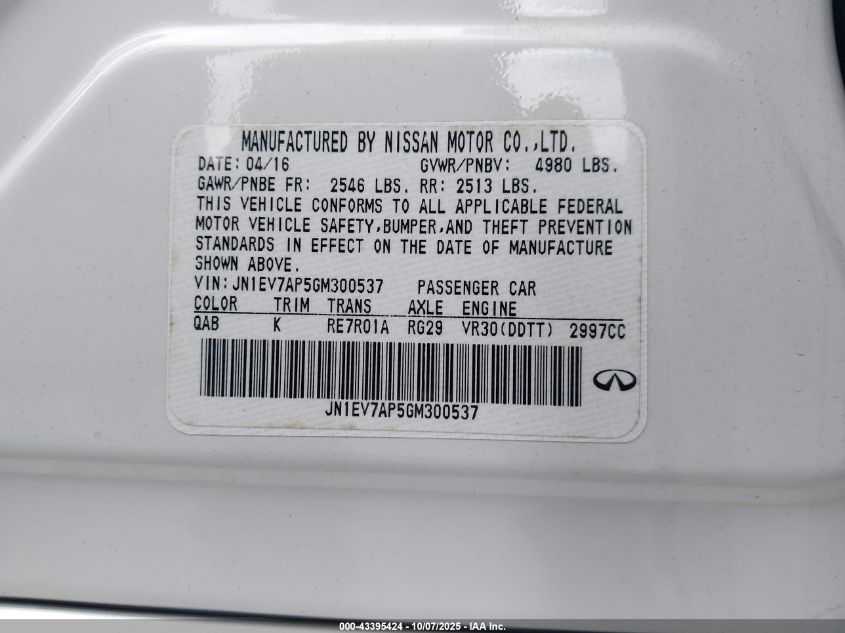 MANUFACTURED BY NISSAN MOTOR CO.,LTD.
DATE: 04/16 GVWR/PNBV: 4980 LBS.
GAWR/PNBE FR: 2546 LBS. RR: 2513 LBS.
THIS VEHICLE CONFORMS TO ALL APPLICABLE FEDERAL
MOTOR VEHICLE SAFETY,BUMPER,AND THEFT PREVENTION
STANDARDS IN EFFECT ON THE DATE OF MANUFACTURE
SHOWN ABOVE.
VIN: JN1EV7AP5GM300537 PASSENGER CAR
COLOR TRIM TRANS AXLE ENGINE
QAB K RE7R01A RG29 VR30(DDTT) 2997CC
JN1EV7AP5GM300537
000-43395424 - 10/07/2025 - IAA Inc.